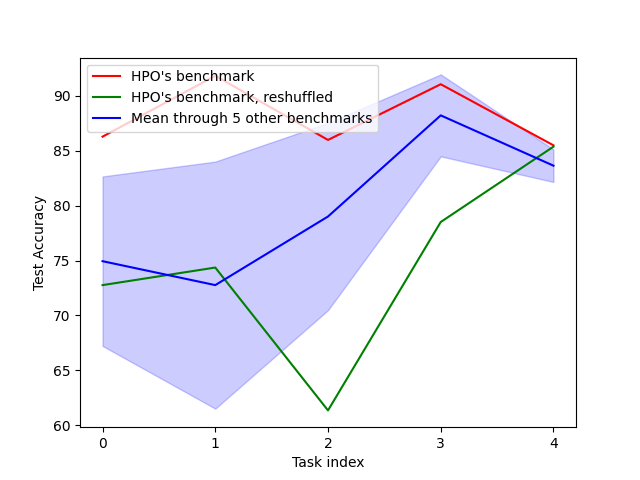 HPO's benchmark
HPO's benchmark, reshuffled
Mean through 5 other benchmarks
90
85
80
75
70
65
60
Test Accuracy
0 1 2 3 4
Task index